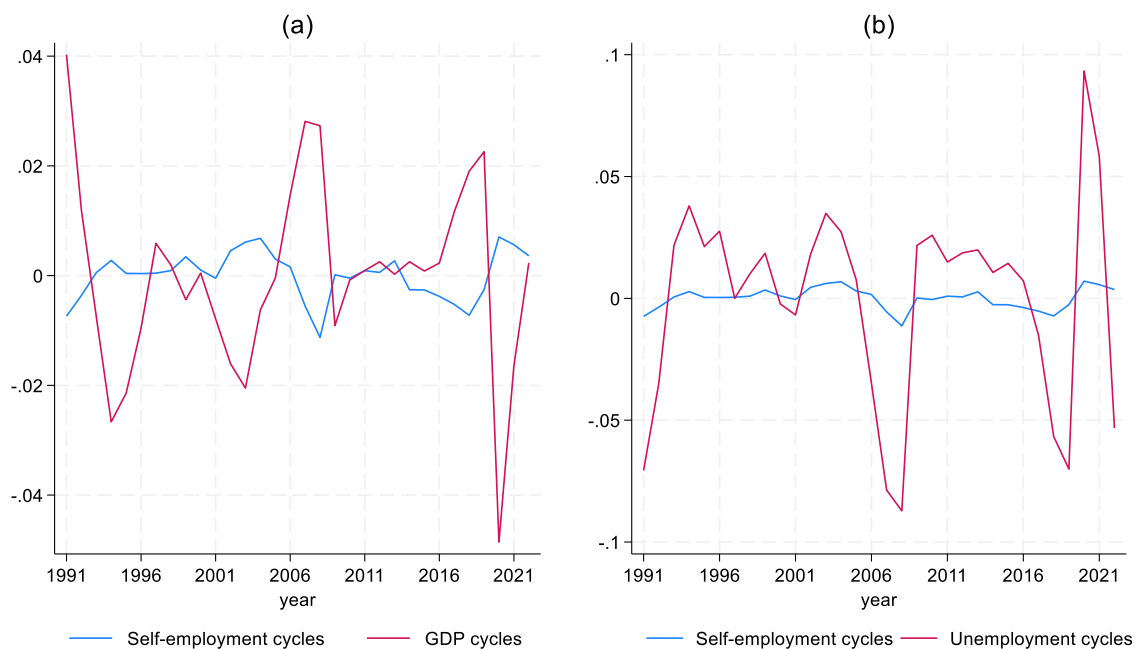 (a)
.04
.02
0
-.02
-.04
1991 1996 2001 2006 2011 2016 2021
year
Self-employment cycles GDP cycles
(b)
.1
.05
0
-.05
-.1
1991 1996 2001 2006 2011 2016 2021
year
Self-employment cycles Unemployment cycles